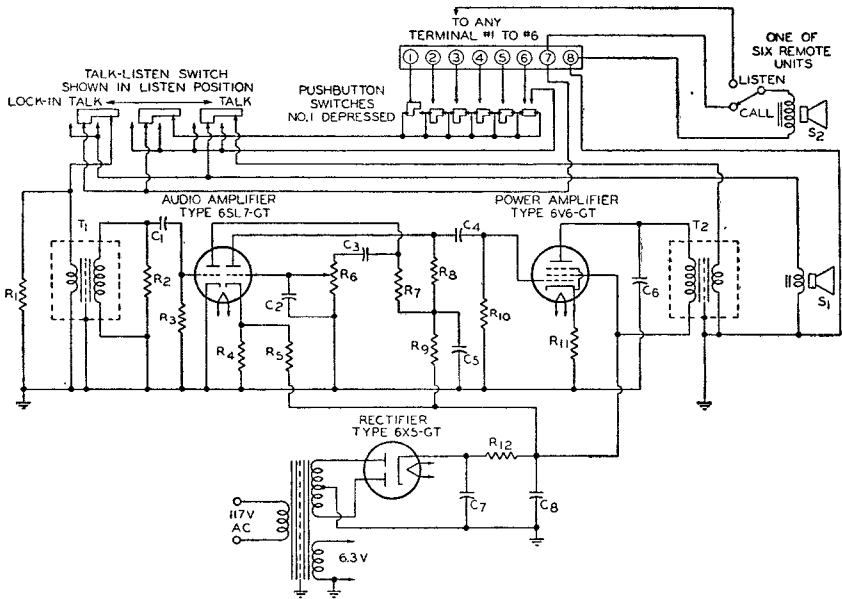 TO ANY
TERMINAL #1 TO #6
ONE OF
SIX REMOTE
UNITS
1 2 3 4 5 6 7 8
TALK-LISTEN SWITCH
SHOWN IN LISTEN POSITION
LOCK-IN TALK TALK
PUSHBUTTON
SWITCHES
NO.1 DEPRESSED
LISTEN
CALL
S2
AUDIO AMPLIFIER
TYPE 6SL7-GT
POWER AMPLIFIER
TYPE 6V6-GT
T1
C1
R1
R2
R3
C2
R4
R5
C3
R6
R7
R8
R9
C4
C5
R10
R11
C6
T2
S1
RECTIFIER
TYPE 6X5-GT
R12
C7
C8
117V
AC
6.3 V